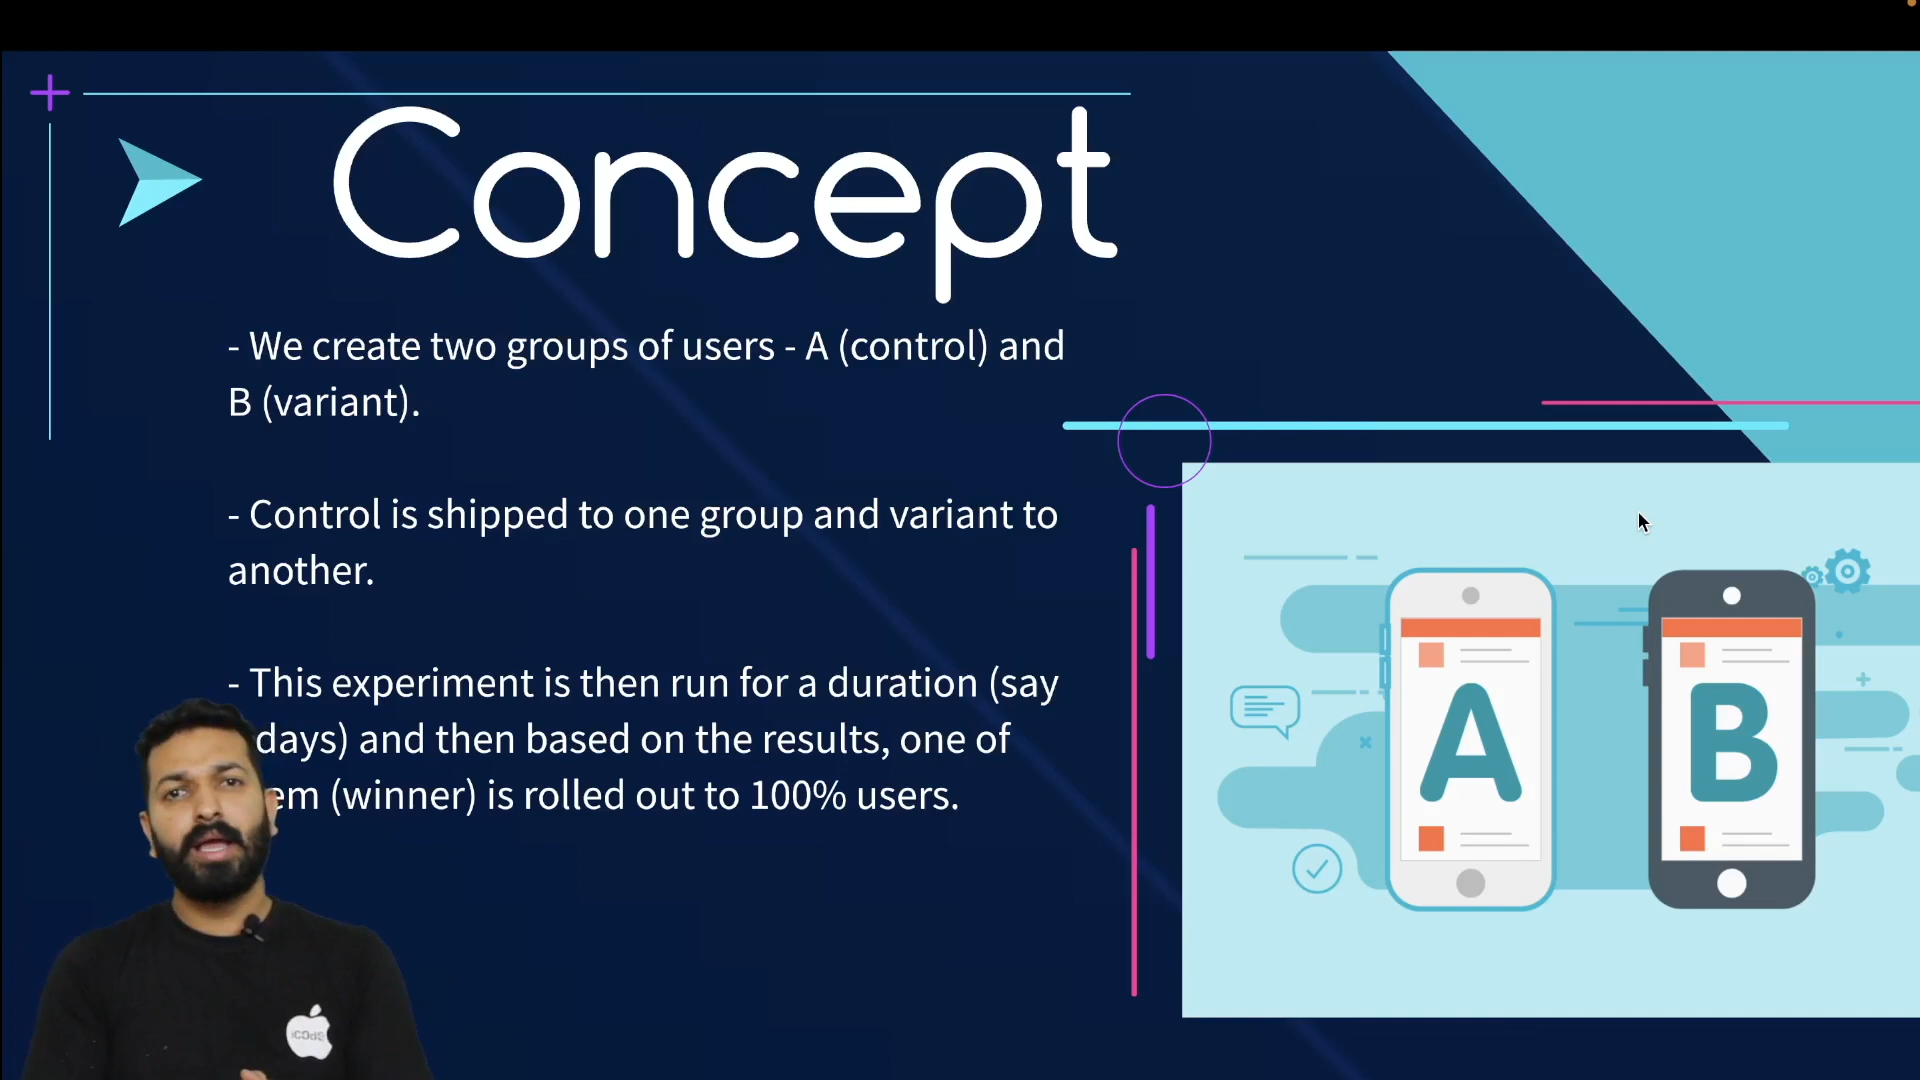 Concept
- We create two groups of users - A (control) and
B (variant).
- Control is shipped to one group and variant to
another.
- This experiment is then run for a duration (say
days) and then based on the results, one of
(winner) is rolled out to 100% users.
A
B